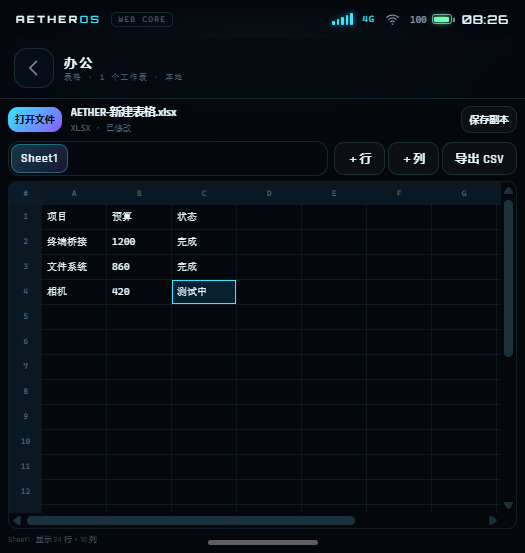 AETHEROS WEB CORE 4G 100 08:26
办公
表格 · 1 个工作表 · 本地
打开文件 AETHER-新建表格.xlsx 保存副本
XLSX · 已修改
Sheet1 +行 +列 导出 CSV
# A B C D E F G
1 项目 预算 状态
2 终端桥接 1200 完成
3 文件系统 860 完成
4 相机 420 测试中
5
6
7
8
9
10
11
12
Sheet1 · 显示 24 行 × 10 列